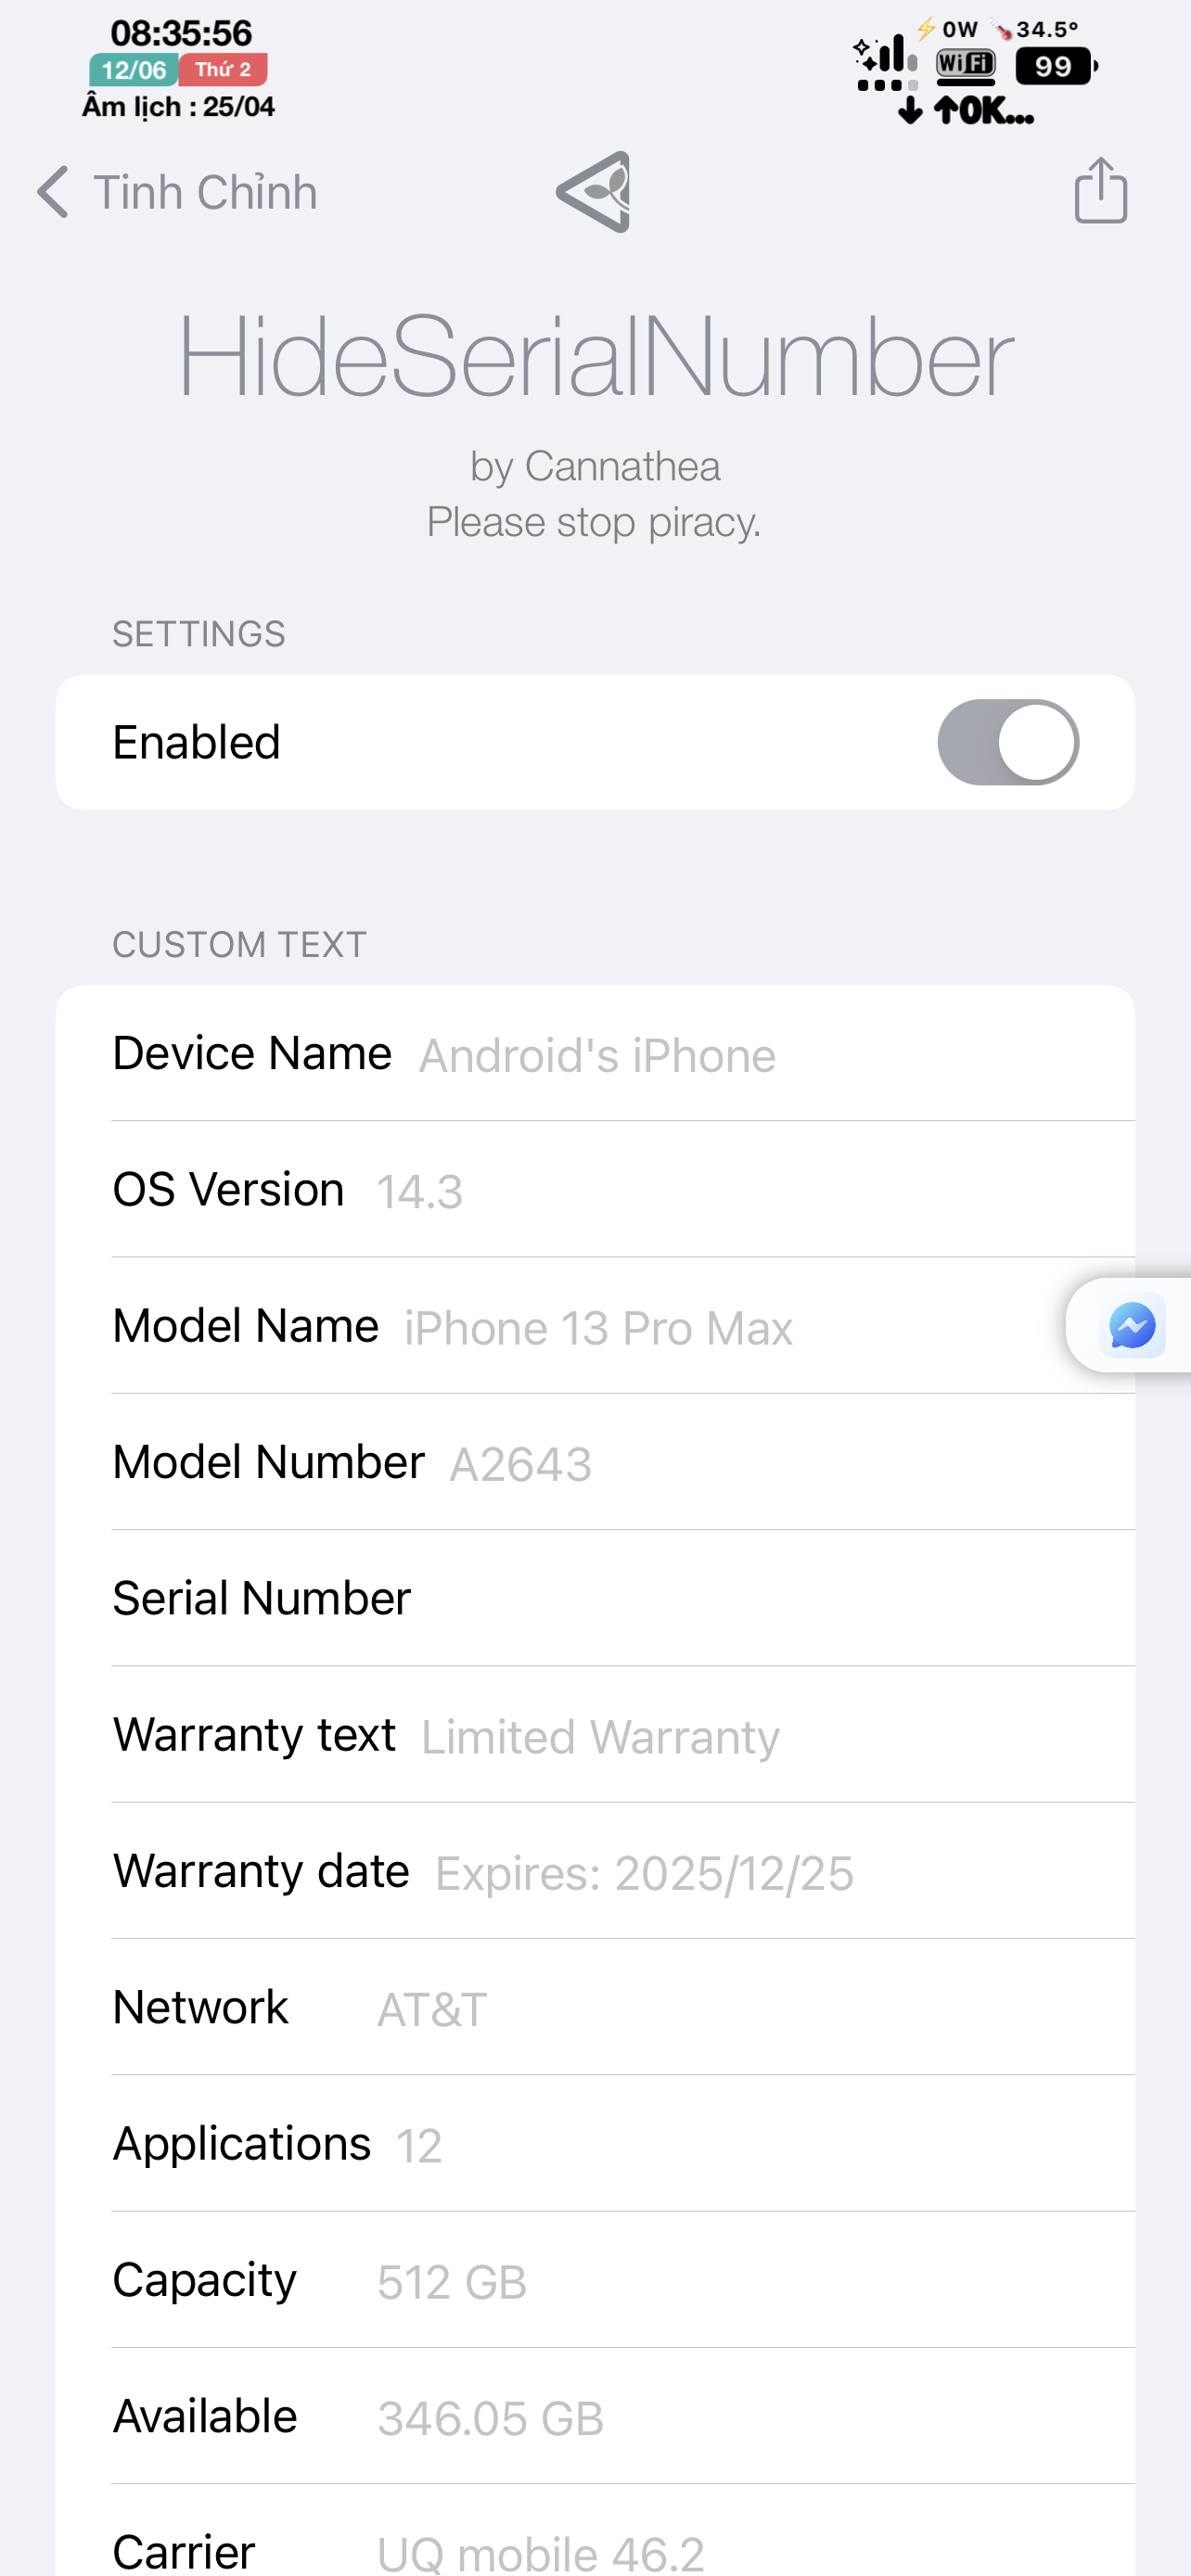 08:35:56
12/06 Thứ 2
Âm lịch : 25/04
0W 34.5°
WiFi 99
↓ ↑0K...
Tinh Chỉnh
HideSerialNumber
by Cannathea
Please stop piracy.
SETTINGS
Enabled
CUSTOM TEXT
Device Name Android's iPhone
OS Version 14.3
Model Name iPhone 13 Pro Max
Model Number A2643
Serial Number
Warranty text Limited Warranty
Warranty date Expires: 2025/12/25
Network AT&T
Applications 12
Capacity 512 GB
Available 346.05 GB
Carrier UQ mobile 46.2